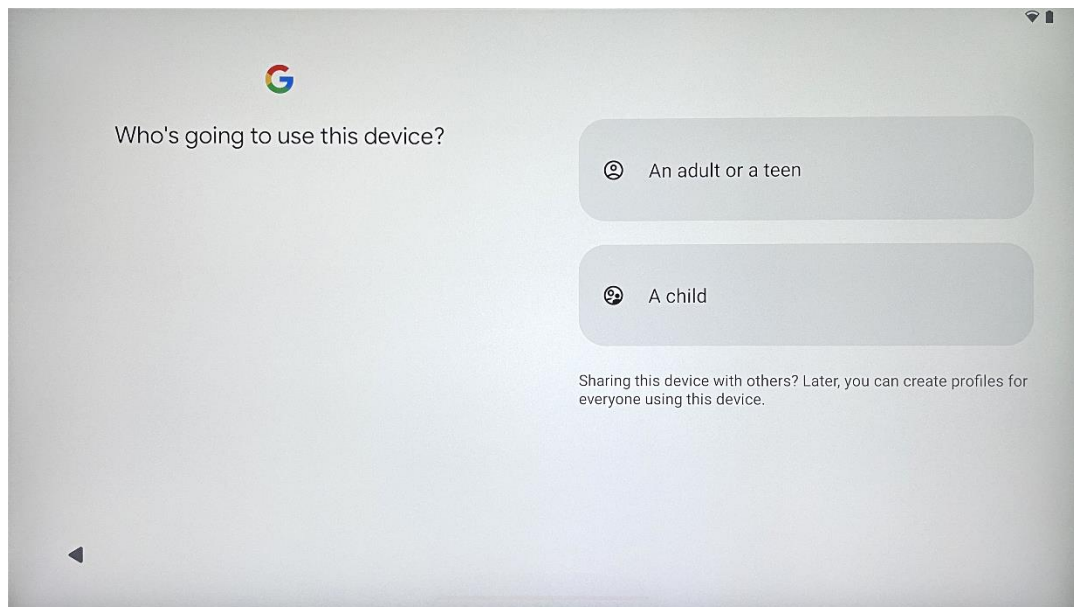 Who's going to use this device?
An adult or a teen
A child
Sharing this device with others? Later, you can create profiles for
everyone using this device.